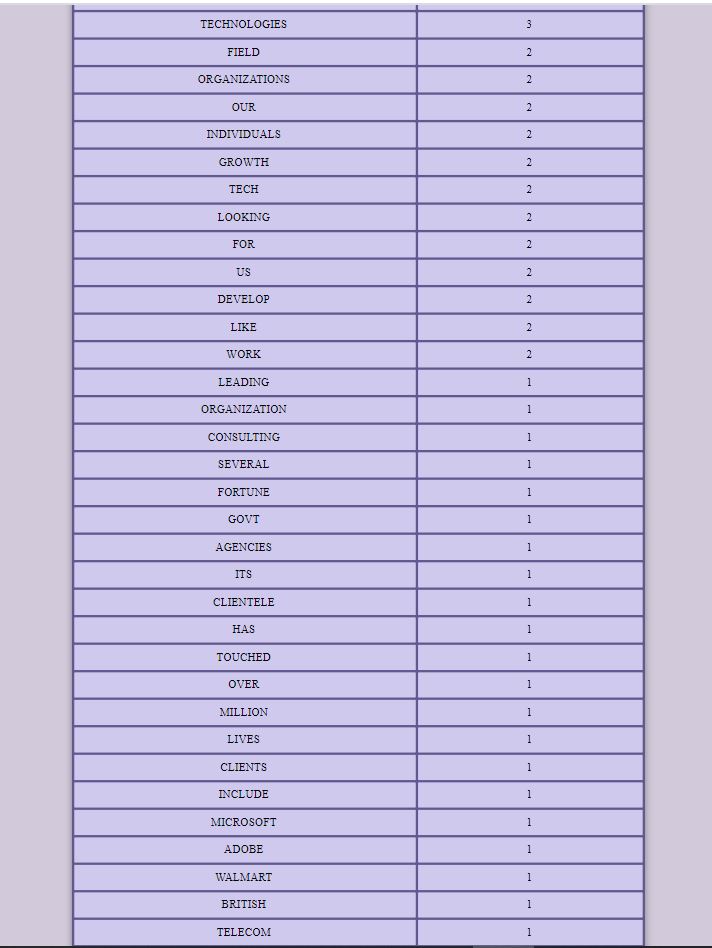 TECHNOLOGIES 3
FIELD 2
ORGANIZATIONS 2
OUR 2
INDIVIDUALS 2
GROWTH 2
TECH 2
LOOKING 2
FOR 2
US 2
DEVELOP 2
LIKE 2
WORK 2
LEADING 1
ORGANIZATION 1
CONSULTING 1
SEVERAL 1
FORTUNE 1
GOVT 1
AGENCIES 1
ITS 1
CLIENTELE 1
HAS 1
TOUCHED 1
OVER 1
MILLION 1
LIVES 1
CLIENTS 1
INCLUDE 1
MICROSOFT 1
ADOBE 1
WALMART 1
BRITISH 1
TELECOM 1